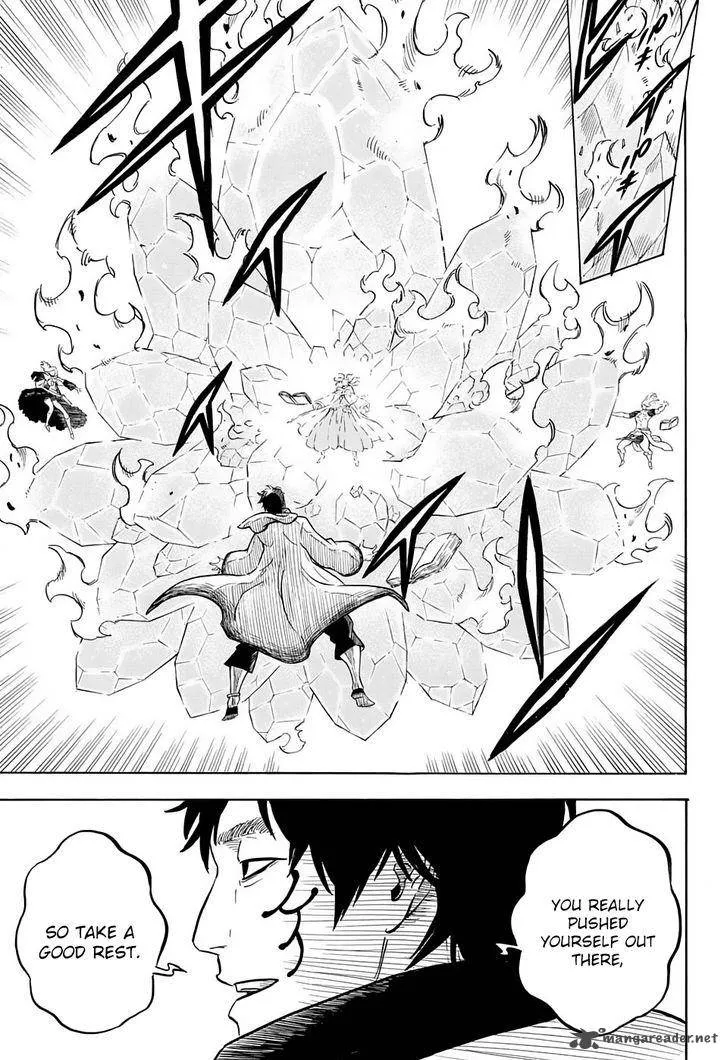 YOU REALLY
PUSHED
YOURSELF OUT
THERE,
SO TAKE A
GOOD REST.
mangareader.net